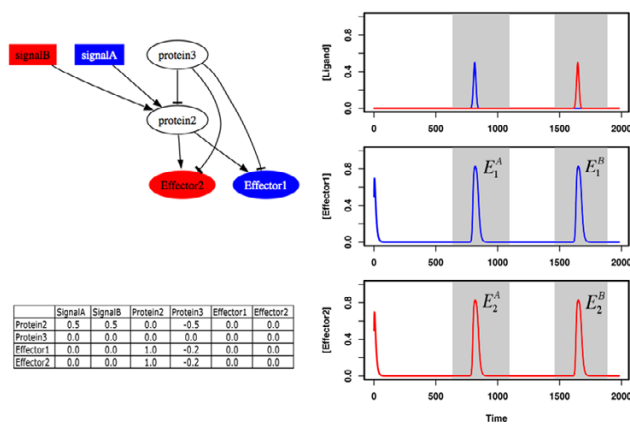 signalB signalA protein3
protein2
Effector2 Effector1
SignalA SignalB Protein2 Protein3 Effector1 Effector2
Protein2 0.5 0.5 0.0 -0.5 0.0 0.0
Protein3 0.0 0.0 0.0 0.0 0.0 0.0
Effector1 0.0 0.0 1.0 -0.2 0.0 0.0
Effector2 0.0 0.0 1.0 -0.2 0.0 0.0
[Ligand]
0.8
0.4
0.0
0 500 1000 1500 2000
[Effector1]
0.8
0.4
0.0
E₁ᴬ E₁ᴮ
0 500 1000 1500 2000
[Effector2]
0.8
0.4
0.0
E₂ᴬ E₂ᴮ
0 500 1000 1500 2000
Time